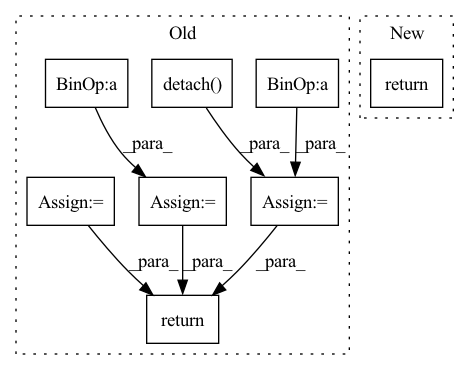 Old
New
BinOp:a
detach()
BinOp:a
return
_para_
_para_
_para_
Assign:=
Assign:=
Assign:=
_para_
_para_
_para_
return